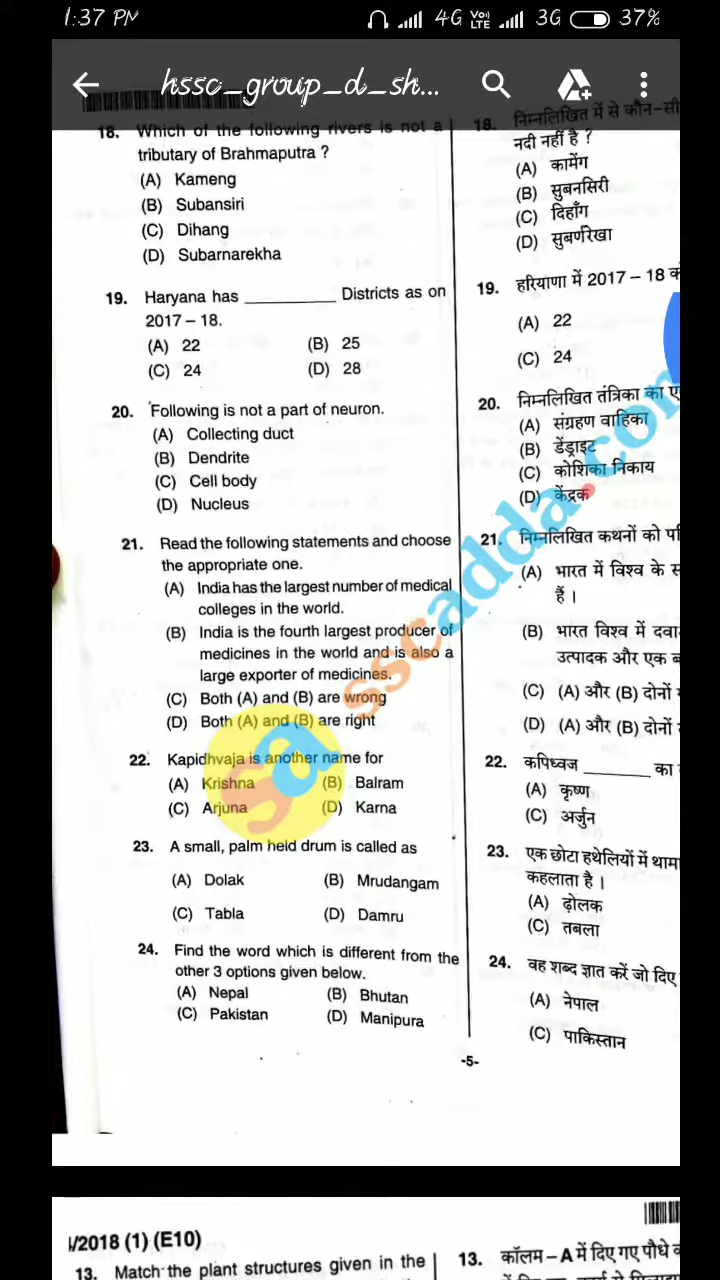 1:37 PM
4G VoD LTE 3G 37%
hssc_group_d_sh...
18. Which of the following rivers is not a
tributary of Brahmaputra ?
(A) Kameng
(B) Subansiri
(C) Dihang
(D) Subarnarekha
19. Haryana has __________ Districts as on
2017 – 18.
(A) 22 (B) 25
(C) 24 (D) 28
20. Following is not a part of neuron.
(A) Collecting duct
(B) Dendrite
(C) Cell body
(D) Nucleus
21. Read the following statements and choose
the appropriate one.
(A) India has the largest number of medical
colleges in the world.
(B) India is the fourth largest producer of
medicines in the world and is also a
large exporter of medicines.
(C) Both (A) and (B) are wrong
(D) Both (A) and (B) are right
22. Kapidhvaja is another name for
(A) Krishna (B) Balram
(C) Arjuna (D) Karna
23. A small, palm held drum is called as
(A) Dolak (B) Mrudangam
(C) Tabla (D) Damru
24. Find the word which is different from the
other 3 options given below.
(A) Nepal (B) Bhutan
(C) Pakistan (D) Manipura
18. निम्नलिखित में से कौन-सी
नदी नहीं है ?
(A) कामेंग
(B) सुबनसिरी
(C) दिहाँग
(D) सुबर्णरेखा
19. हरियाणा में 2017 – 18 क
(A) 22
(C) 24
20. निम्नलिखित तंत्रिका का ए
(A) संग्रहण वाहिका
(B) डेंड्राइट
(C) कोशिका निकाय
(D) केंद्रक
21. निम्नलिखित कथनों को प
(A) भारत में विश्व के स
हैं ।
(B) भारत विश्व में दवा
उत्पादक और एक ब
(C) (A) और (B) दोनों
(D) (A) और (B) दोनों
22. कपिध्वज _______ का
(A) कृष्ण
(C) अर्जुन
23. एक छोटा हथेलियों में थामा
कहलाता है ।
(A) ढ़ोलक
(C) तबला
24. वह शब्द ज्ञात करें जो दिए
(A) नेपाल
(C) पाकिस्तान
sa sscadda.com
-5-
V2018 (1) (E10)
13. Match the plant structures given in the
13. कॉलम – A में दिए गए पौधे